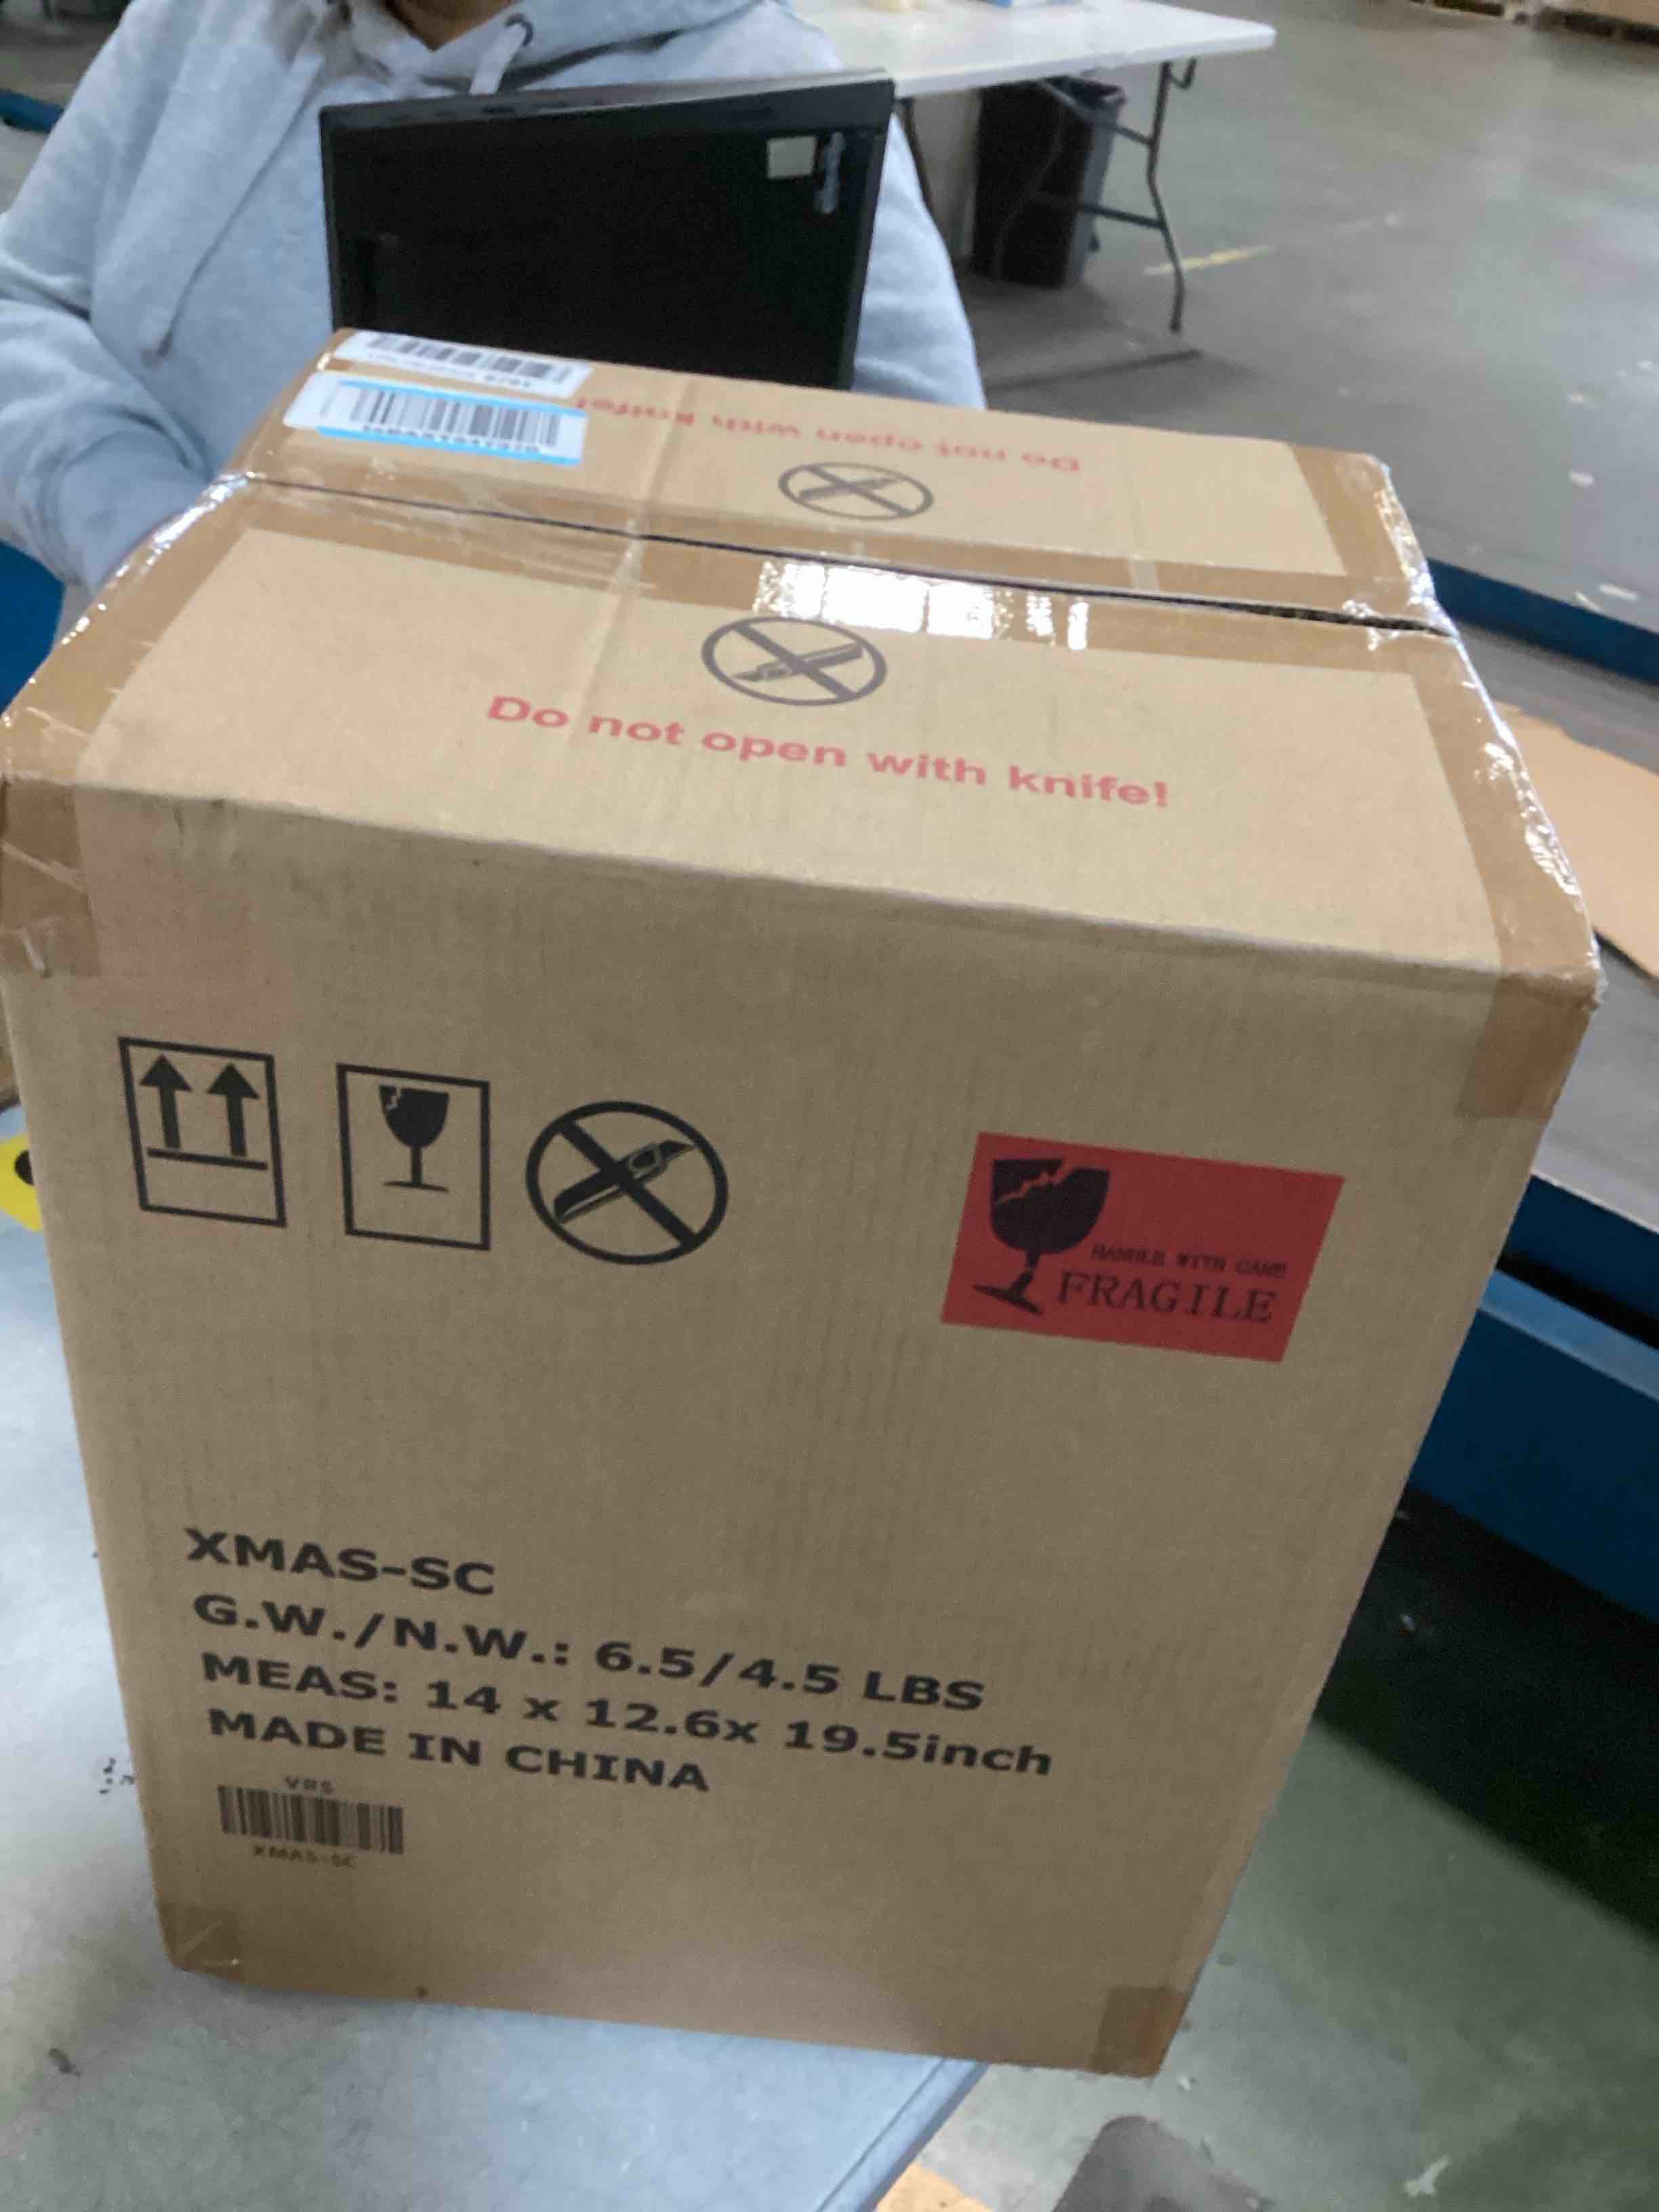 Do not open with knife!
Do not open with knife!
HANDLE WITH CARE
FRAGILE
XMAS-SC
G.W./N.W.: 6.5/4.5 LBS
MEAS: 14 x 12.6x 19.5inch
MADE IN CHINA
XMAS-SC